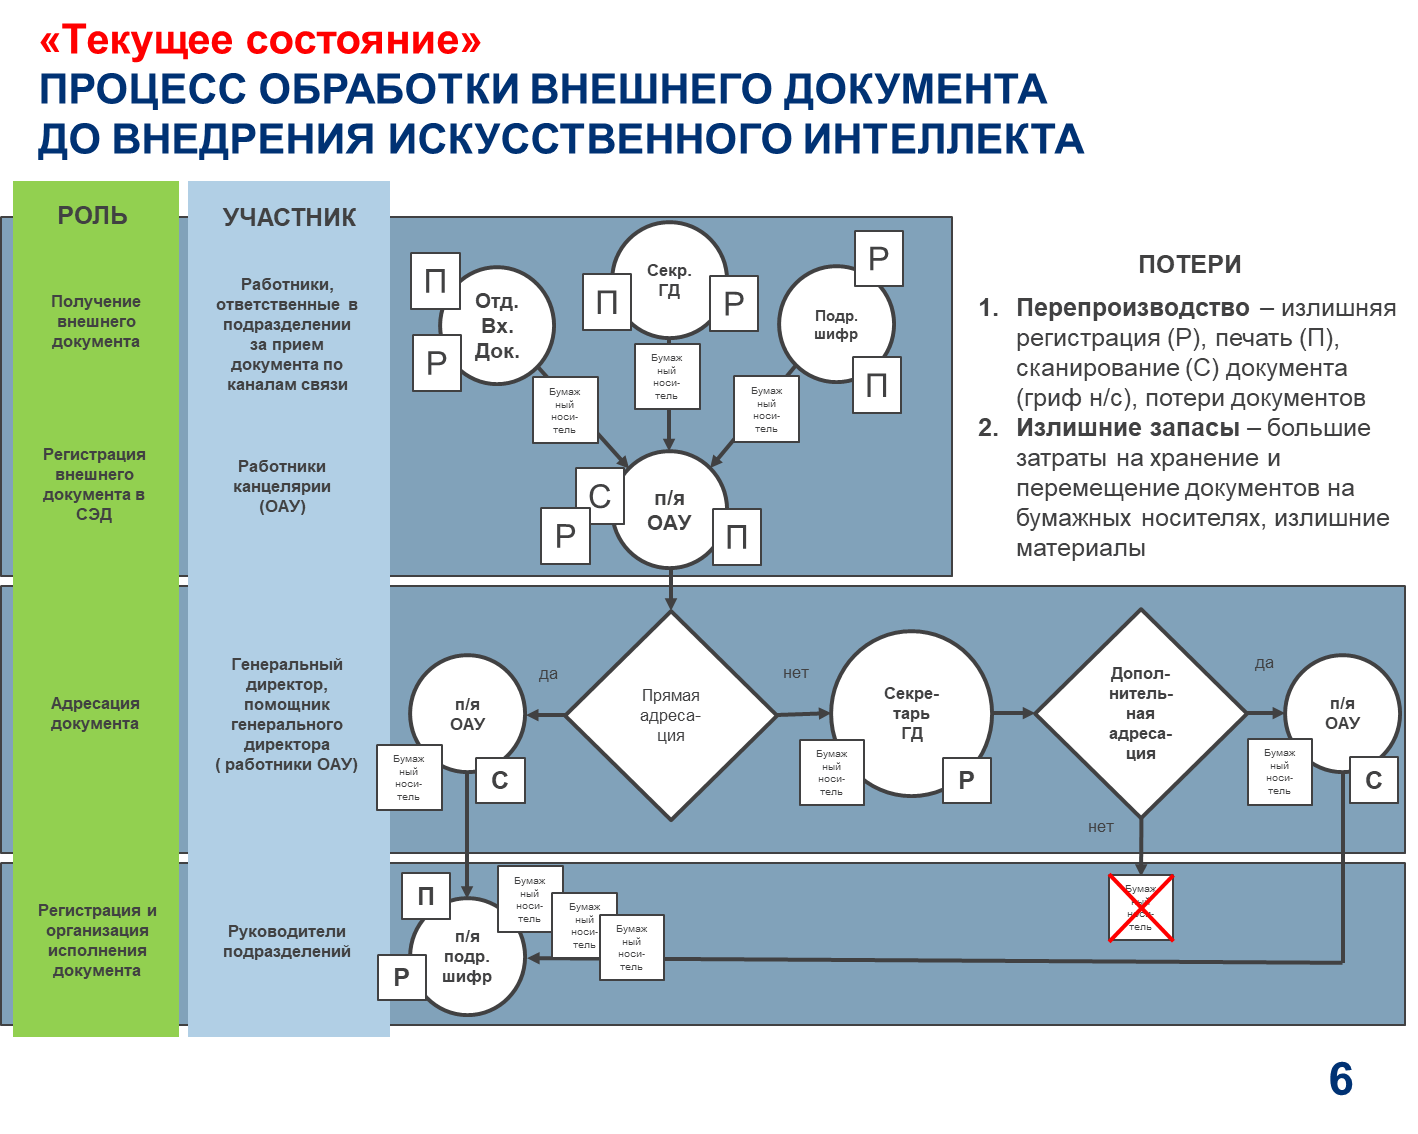 «Текущее состояние»
ПРОЦЕСС ОБРАБОТКИ ВНЕШНЕГО ДОКУМЕНТА
ДО ВНЕДРЕНИЯ ИСКУССТВЕННОГО ИНТЕЛЛЕКТА
РОЛЬ
УЧАСТНИК
Получение
внешнего
документа
Работники,
ответственные в
подразделении
за прием
документа по
каналам связи
П
Отд.
Вх.
Док.
Р
Бумаж
ный
носи-
тель
Секр.
ГД
П
Р
Бумаж
ный
носи-
тель
Р
Подр.
шифр
П
Бумаж
ный
носи-
тель
ПОТЕРИ
1. Перепроизводство – излишняя
регистрация (Р), печать (П),
сканирование (С) документа
(гриф н/с), потери документов
2. Излишние запасы – большие
затраты на хранение и
перемещение документов на
бумажных носителях, излишние
материалы
Регистрация
внешнего
документа в
СЭД
Работники
канцелярии
(ОАУ)
С
п/я
ОАУ
Р
П
Адресация
документа
Генеральный
директор,
помощник
генерального
директора
( работники ОАУ)
п/я
ОАУ
Бумаж
ный
носи-
тель
С
да
Прямая
адреса-
ция
нет
Секре-
тарь
ГД
Бумаж
ный
носи-
тель
Р
Допол-
нитель-
ная
адреса-
ция
да
нет
п/я
ОАУ
Бумаж
ный
носи-
тель
С
Регистрация и
организация
исполнения
документа
Руководители
подразделений
П
п/я
подр.
шифр
Р
Бумаж
ный
носи-
тель
Бумаж
ный
носи-
тель
Бумаж
ный
носи-
тель
Бумаж
ный
носи-
тель
6